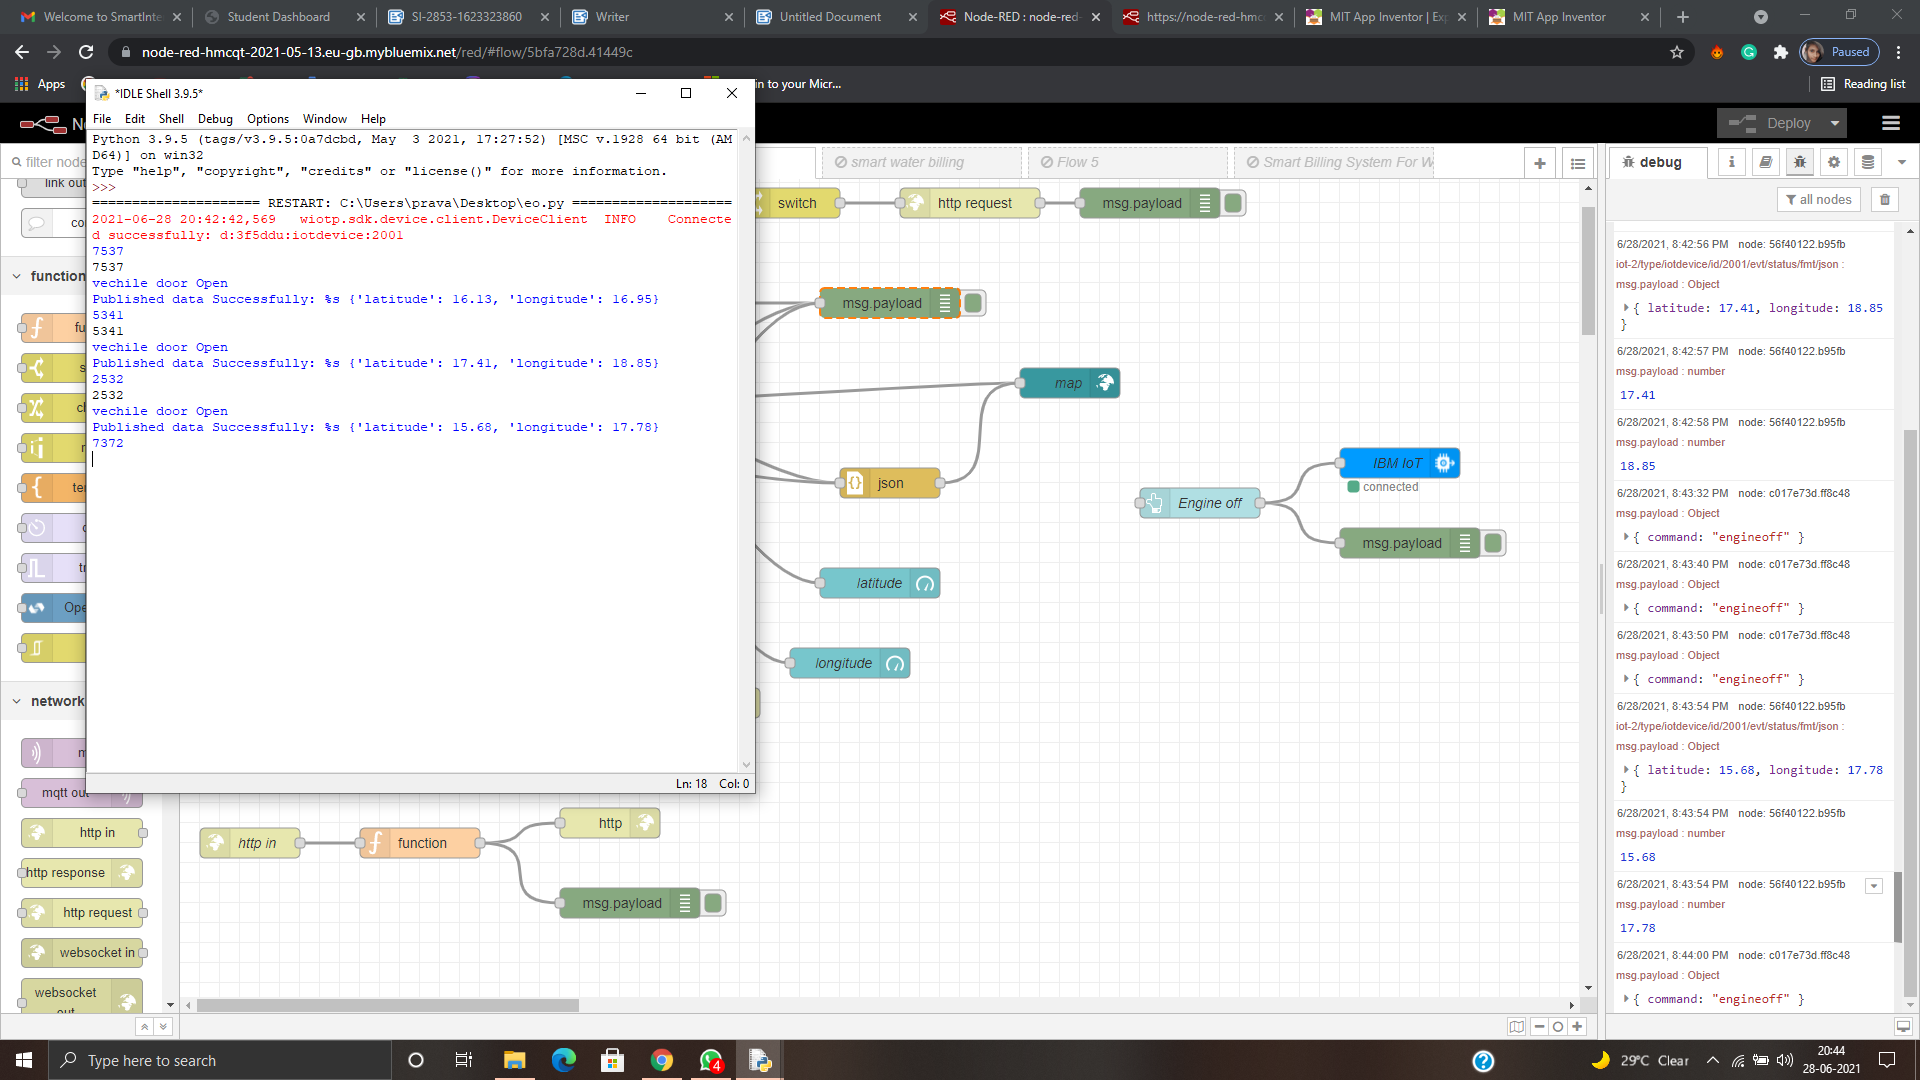 Welcome to SmartInte
Student Dashboard
SI-2853-1623323860
Writer
Untitled Document
Node-RED : node-red-
https://node-red-hmc
MIT App Inventor | Exp
MIT App Inventor
node-red-hmcqt-2021-05-13.eu-gb.mybluemix.net/red/#flow/5bfa728d.41449c
Paused
Apps
in to your Micr...
Reading list
*IDLE Shell 3.9.5*
File Edit Shell Debug Options Window Help
Python 3.9.5 (tags/v3.9.5:0a7dcbd, May  3 2021, 17:27:52) [MSC v.1928 64 bit (AM
D64)] on win32
Type "help", "copyright", "credits" or "license()" for more information.
>>>
===================== RESTART: C:\Users\prava\Desktop\eo.py ====================
2021-06-28 20:42:42,569   wiotp.sdk.device.client.DeviceClient  INFO    Connecte
d successfully: d:3f5ddu:iotdevice:2001
7537
7537
vechile door Open
Published data Successfully: %s {'latitude': 16.13, 'longitude': 16.95}
5341
5341
vechile door Open
Published data Successfully: %s {'latitude': 17.41, 'longitude': 18.85}
2532
2532
vechile door Open
Published data Successfully: %s {'latitude': 15.68, 'longitude': 17.78}
7372
Ln: 18 Col: 0
N
Deploy
filter node
link out
co
function
fu
s
c
te
tr
Ope
network
m
mqtt out
http in
http response
http request
websocket in
websocket
out
smart water billing
Flow 5
Smart Billing System For W
switch
http request
msg.payload
msg.payload
map
json
IBM IoT
connected
Engine off
msg.payload
latitude
longitude
http in
function
http
msg.payload
debug
all nodes
6/28/2021, 8:42:56 PM node: 56f40122.b95fb
iot-2/type/iotdevice/id/2001/evt/status/fmt/json :
msg.payload : Object
{ latitude: 17.41, longitude: 18.85
}
6/28/2021, 8:42:57 PM node: 56f40122.b95fb
msg.payload : number
17.41
6/28/2021, 8:42:58 PM node: 56f40122.b95fb
msg.payload : number
18.85
6/28/2021, 8:43:32 PM node: c017e73d.ff8c48
msg.payload : Object
{ command: "engineoff" }
6/28/2021, 8:43:40 PM node: c017e73d.ff8c48
msg.payload : Object
{ command: "engineoff" }
6/28/2021, 8:43:50 PM node: c017e73d.ff8c48
msg.payload : Object
{ command: "engineoff" }
6/28/2021, 8:43:54 PM node: 56f40122.b95fb
iot-2/type/iotdevice/id/2001/evt/status/fmt/json :
msg.payload : Object
{ latitude: 15.68, longitude: 17.78
}
6/28/2021, 8:43:54 PM node: 56f40122.b95fb
msg.payload : number
15.68
6/28/2021, 8:43:54 PM node: 56f40122.b95fb
msg.payload : number
17.78
6/28/2021, 8:44:00 PM node: c017e73d.ff8c48
msg.payload : Object
{ command: "engineoff" }
Type here to search
4
29°C Clear
20:44
28-06-2021